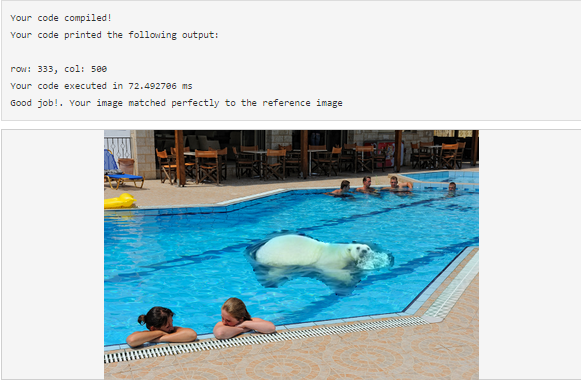 Your code compiled!
Your code printed the following output:
row: 333, col: 500
Your code executed in 72.492706 ms
Good job!. Your image matched perfectly to the reference image